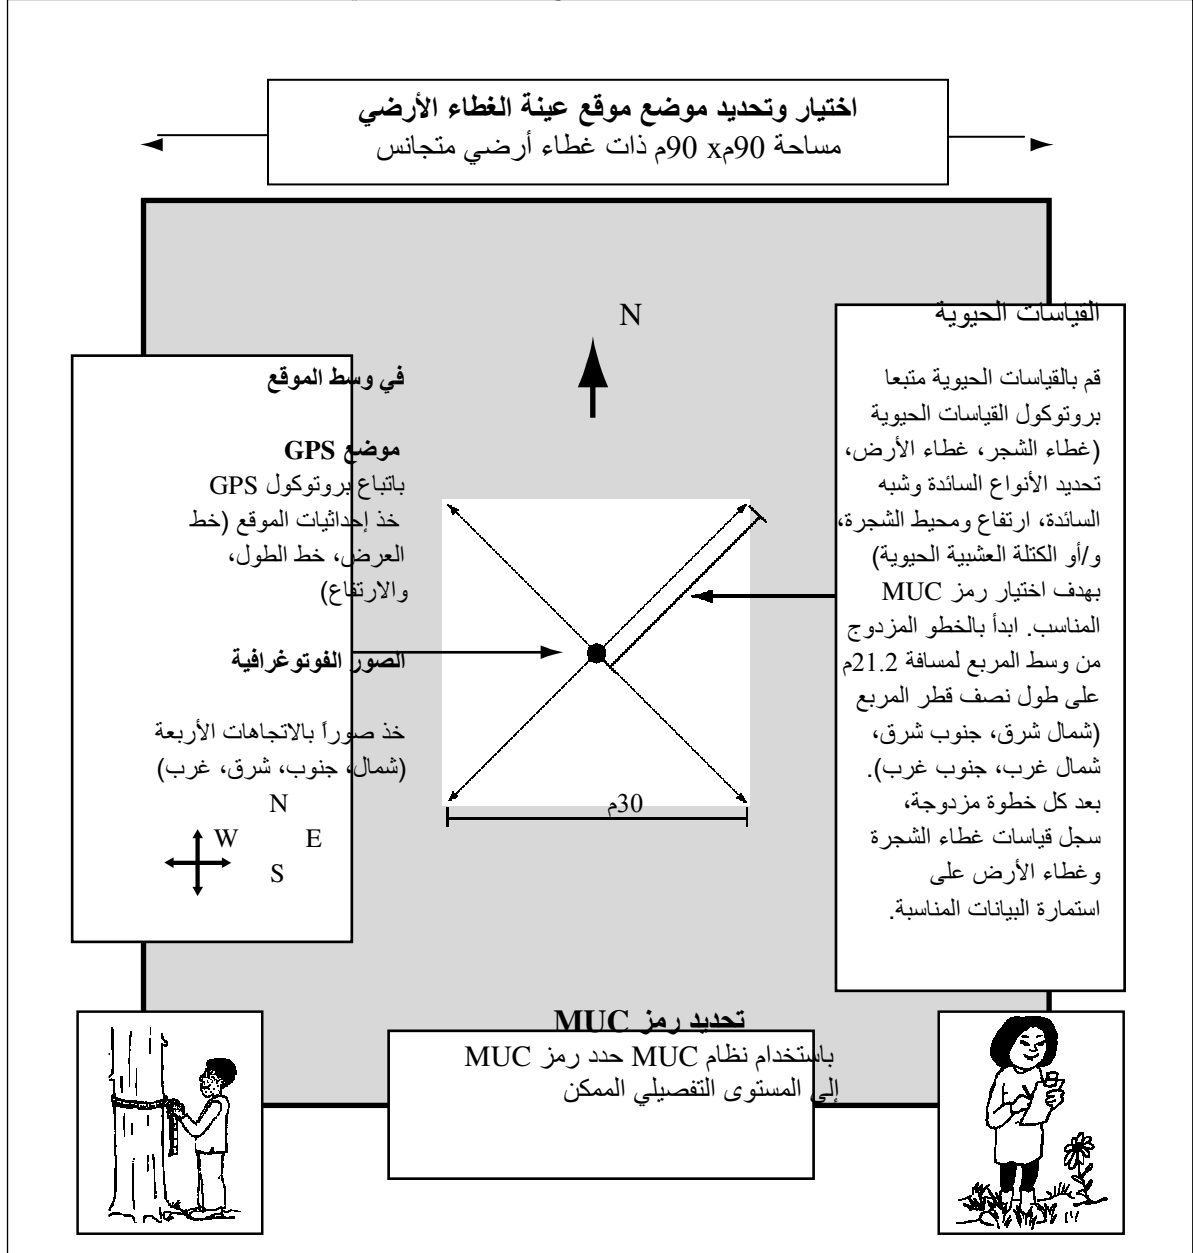 اختيار وتحديد موضع موقع عينة الغطاء الأرضي
مساحة 90مx 90م ذات غطاء أرضي متجانس
N
القياسات الحيوية
قم بالقياسات الحيوية متبعا
بروتوكول القياسات الحيوية
(غطاء الشجر، غطاء الأرض،
تحديد الأنواع السائدة وشبه
السائدة، ارتفاع ومحيط الشجرة،
و/أو الكتلة العشبية الحيوية)
بهدف اختيار رمز MUC
المناسب. ابدأ بالخطو المزدوج
من وسط المربع لمسافة 21.2م
على طول نصف قطر المربع
(شمال شرق، جنوب شرق،
شمال غرب، جنوب غرب).
بعد كل خطوة مزدوجة،
سجل قياسات غطاء الشجرة
وغطاء الأرض على
استمارة البيانات المناسبة.
في وسط الموقع
موضع GPS
باتباع بروتوكول GPS
خذ إحداثيات الموقع (خط
العرض، خط الطول،
والارتفاع)
الصور الفوتوغرافية
خذ صوراً بالاتجاهات الأربعة
(شمال، جنوب، شرق، غرب)
N
W E
S
30م
تحديد رمز MUC
باستخدام نظام MUC حدد رمز MUC
إلى المستوى التفصيلي الممكن